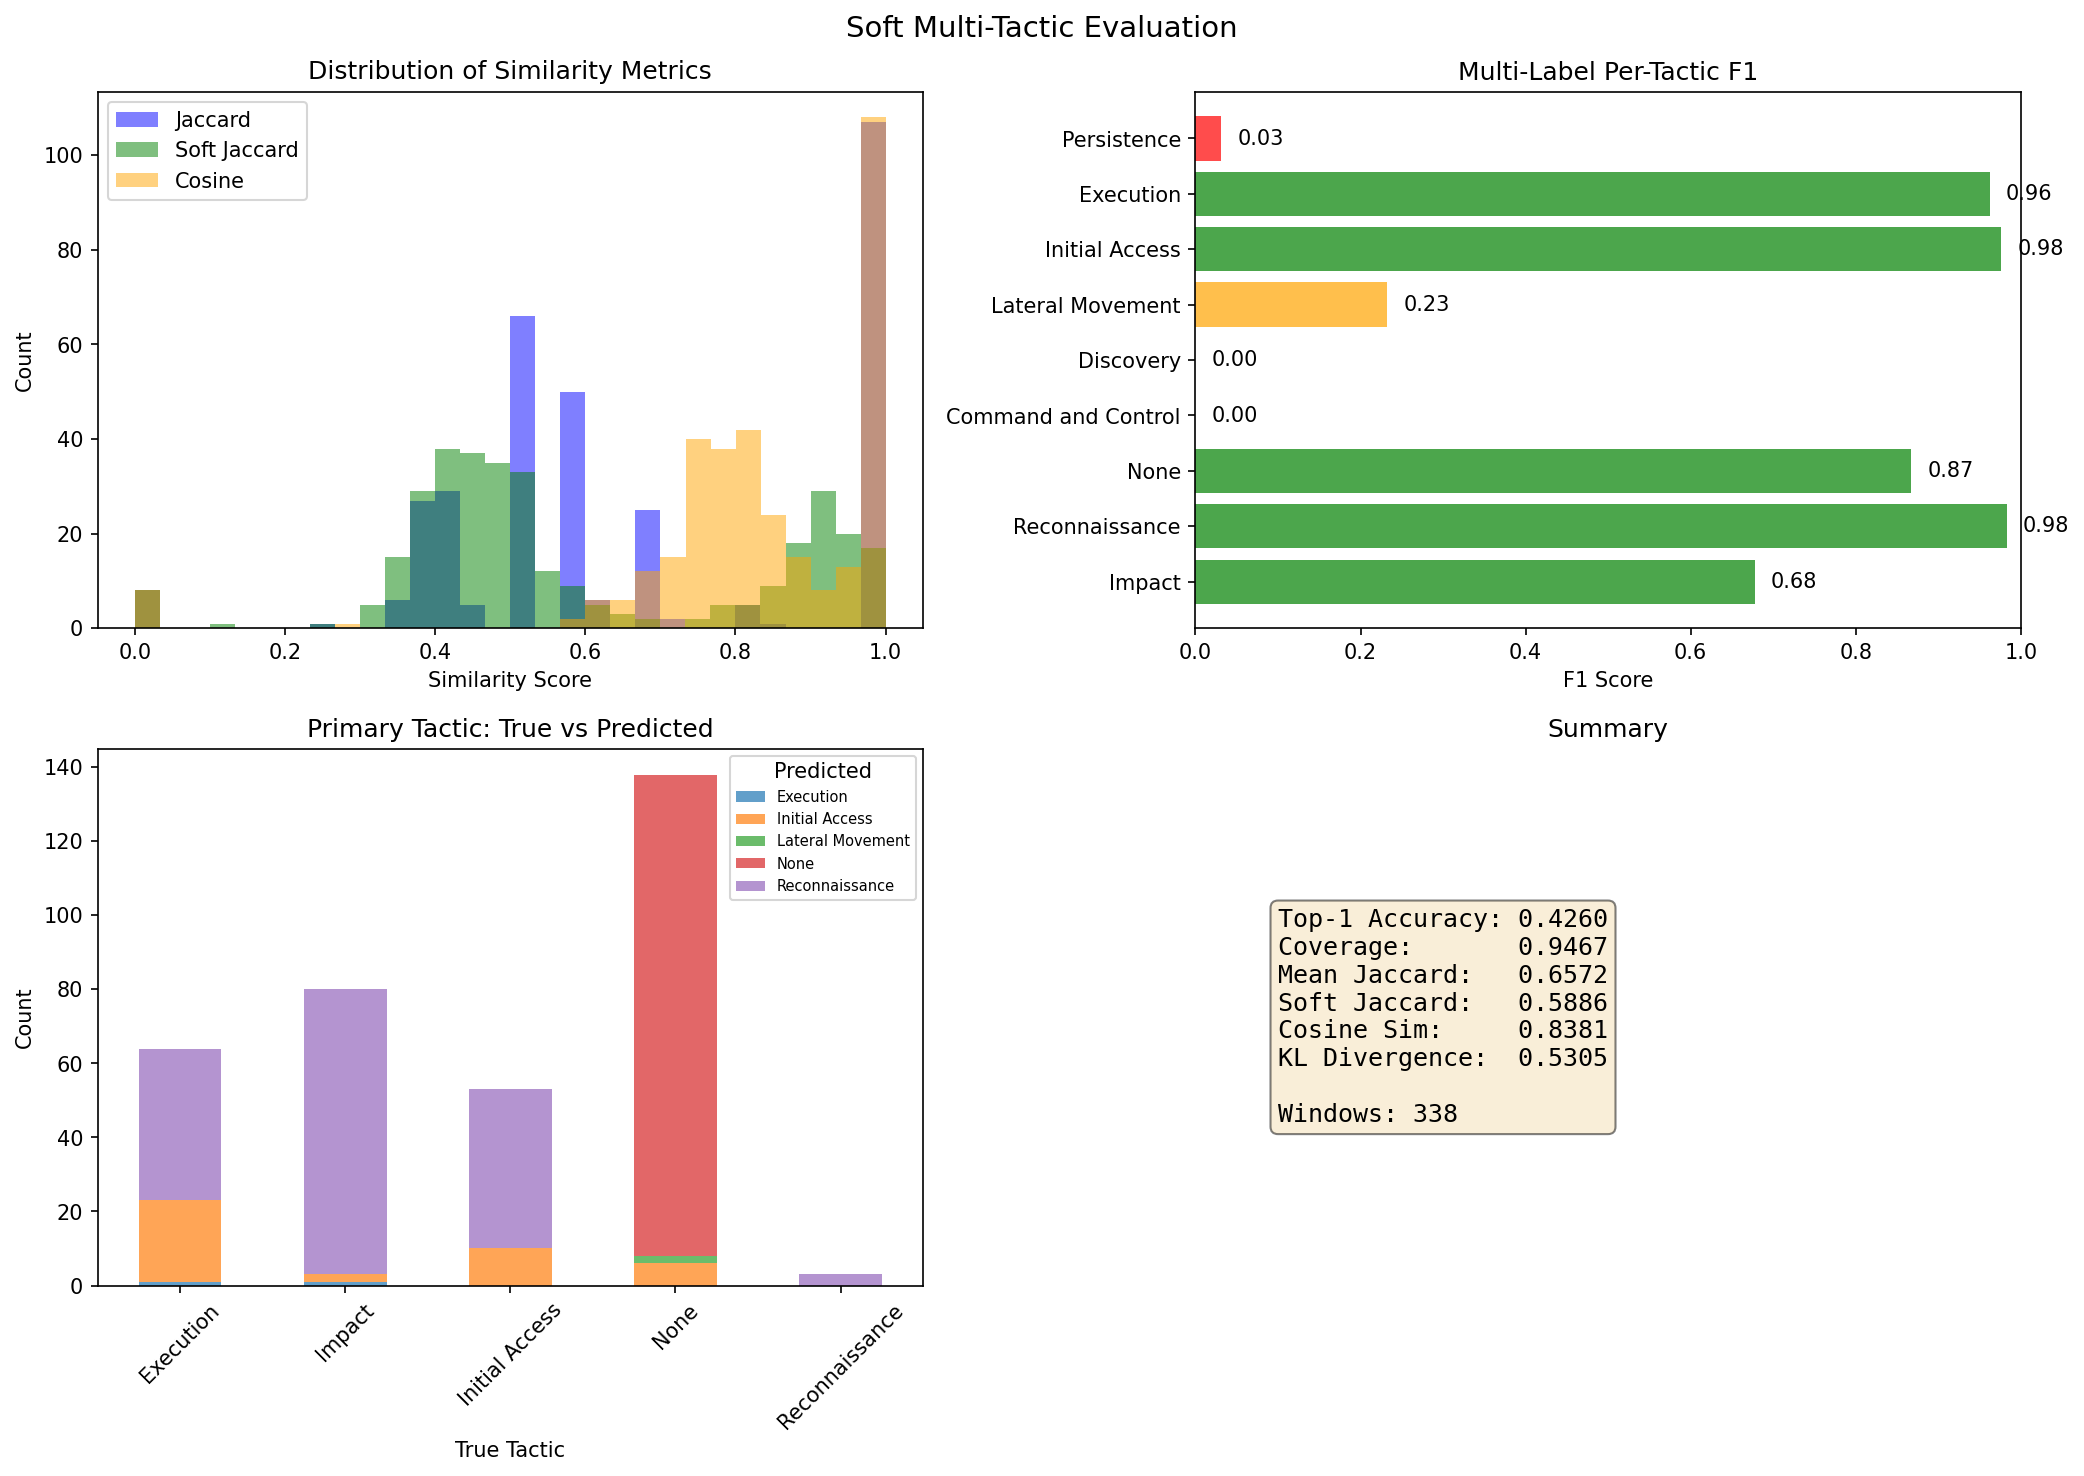 Soft Multi-Tactic Evaluation
Distribution of Similarity Metrics
Jaccard
Soft Jaccard
Cosine
100
80
60
40
20
0
Count
0.0 0.2 0.4 0.6 0.8 1.0
Similarity Score
Multi-Label Per-Tactic F1
Persistence 0.03
Execution 0.96
Initial Access 0.98
Lateral Movement 0.23
Discovery 0.00
Command and Control 0.00
None 0.87
Reconnaissance 0.98
Impact 0.68
0.0 0.2 0.4 0.6 0.8 1.0
F1 Score
Primary Tactic: True vs Predicted
Predicted
Execution
Initial Access
Lateral Movement
None
Reconnaissance
140
120
100
80
60
40
20
0
Count
Execution
Impact
Initial Access
None
Reconnaissance
True Tactic
Summary
Top-1 Accuracy: 0.4260
Coverage: 0.9467
Mean Jaccard: 0.6572
Soft Jaccard: 0.5886
Cosine Sim: 0.8381
KL Divergence: 0.5305
Windows: 338